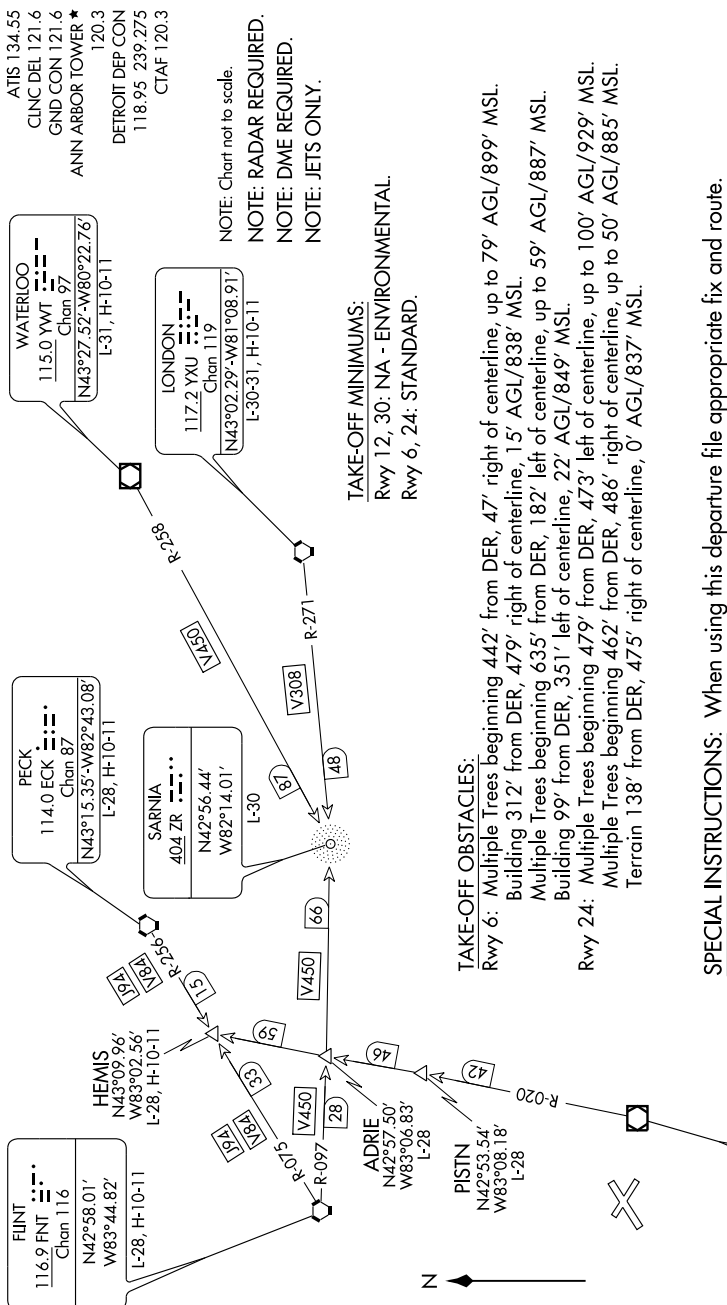 ATIS 134.55
CLNC DEL 121.6
GND CON 121.6
ANN ARBOR TOWER ★
120.3
DETROIT DEP CON
118.95 239.275
CTAF 120.3
NOTE: Chart not to scale.
NOTE: RADAR REQUIRED.
NOTE: DME REQUIRED.
NOTE: JETS ONLY.
WATERLOO
115.0 YWT
Chan 97
N43°27.52'-W80°22.76'
L-31, H-10-11
LONDON
117.2 YXU
Chan 119
N43°02.29'-W81°08.91'
L-30-31, H-10-11
PECK
114.0 ECK
Chan 87
N43°15.35'-W82°43.08'
L-28, H-10-11
SARNIA
404 ZR
N42°56.44'
W82°14.01'
L-30
FLINT
116.9 FNT
Chan 116
N42°58.01'
W83°44.82'
L-28, H-10-11
HEMIS
N43°09.96'
W83°02.56'
L-28, H-10-11
ADRIE
N42°57.50'
W83°06.83'
L-28
PISTN
N42°53.54'
W83°08.18'
L-28
R-258
V450
87
R-271
V308
48
J94
V84
R-256
15
J94
V84
R-075
33
59
V450
66
R-097
V450
28
46
42
R-020
N
TAKE-OFF MINIMUMS:
Rwy 12, 30: NA - ENVIRONMENTAL.
Rwy 6, 24: STANDARD.
TAKE-OFF OBSTACLES:
Rwy 6: Multiple Trees beginning 442' from DER, 47' right of centerline, up to 79' AGL/899' MSL.
Building 312' from DER, 479' right of centerline, 15' AGL/838' MSL.
Multiple Trees beginning 635' from DER, 182' left of centerline, up to 59' AGL/887' MSL.
Building 99' from DER, 351' left of centerline, 22' AGL/849' MSL.
Rwy 24: Multiple Trees beginning 479' from DER, 473' left of centerline, up to 100' AGL/929' MSL.
Multiple Trees beginning 462' from DER, 486' right of centerline, up to 50' AGL/885' MSL.
Terrain 138' from DER, 475' right of centerline, 0' AGL/837' MSL.
SPECIAL INSTRUCTIONS: When using this departure file appropriate fix and route.